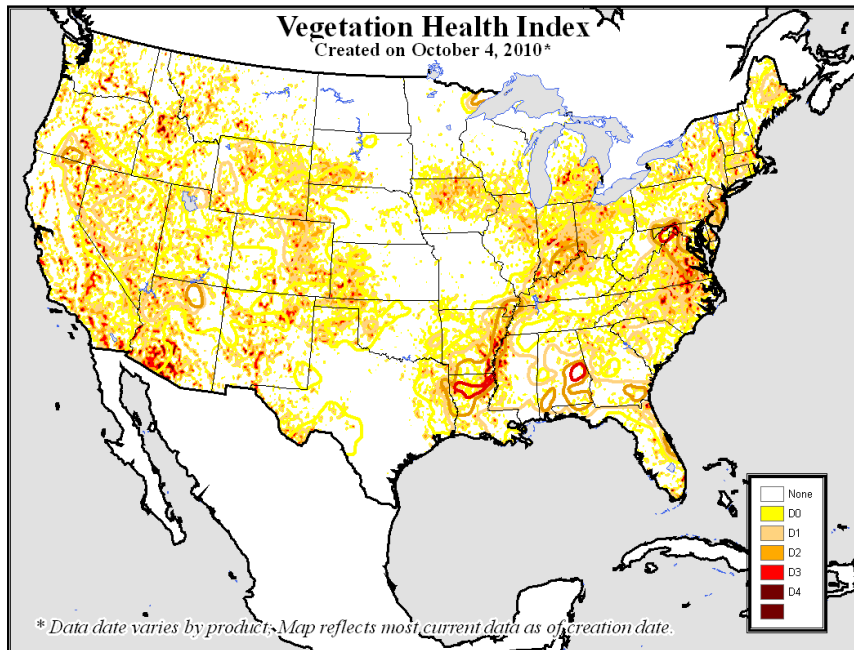 Vegetation Health Index
Created on October 4, 2010*
None
D0
D1
D2
D3
D4
* Data date varies by product; Map reflects most current data as of creation date.